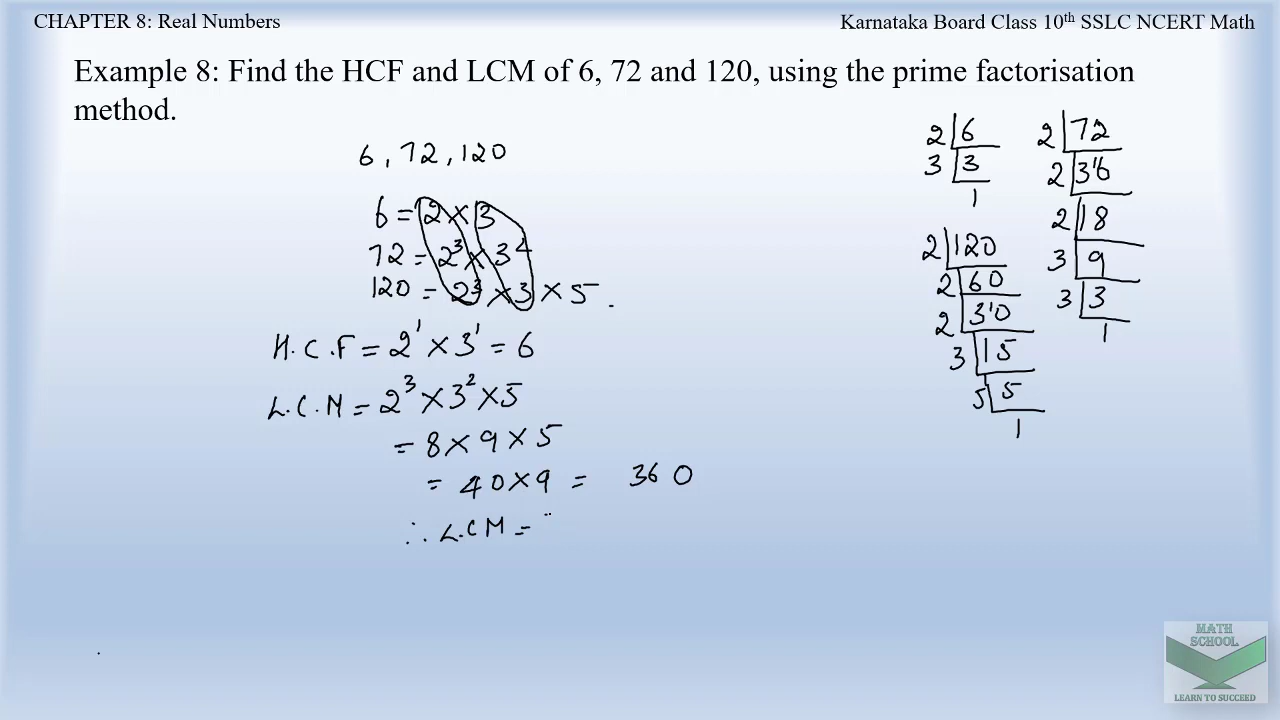 CHAPTER 8: Real Numbers
Karnataka Board Class 10th SSLC NCERT Math
Example 8: Find the HCF and LCM of 6, 72 and 120, using the prime factorisation
method.
6, 72, 120
6 = 2 × 3
72 = 2³ × 3²
120 = 2³ × 3 × 5.
H.C.F = 2¹ × 3¹ = 6
L.C.M = 2³ × 3² × 5
= 8 × 9 × 5
= 40 × 9 = 360
∴ L.C M =
2 | 6
3 | 3
1
2 | 72
2 | 36
2 | 18
3 | 9
3 | 3
1
2 | 120
2 | 60
2 | 30
3 | 15
5 | 5
1
MATH
SCHOOL
LEARN TO SUCCEED